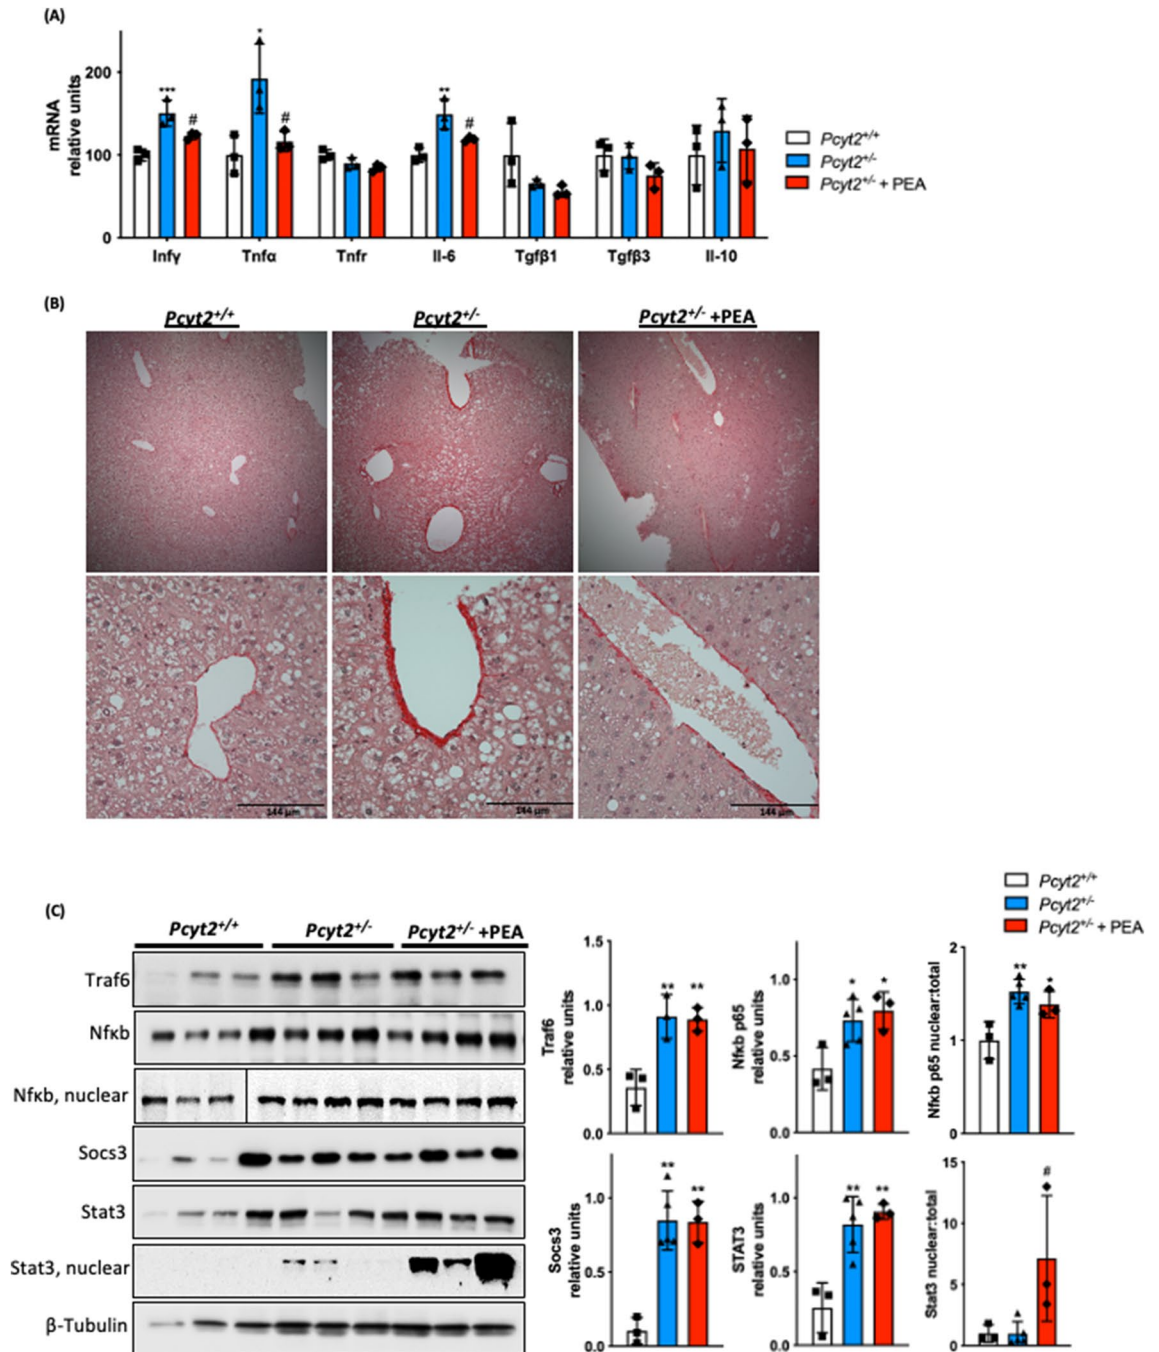 (A)
mRNA
relative units
200
100
0
***
#
*
#
**
#
Infγ Tnfα Tnfr Il-6 Tgfβ1 Tgfβ3 Il-10
Pcyt2+/+
Pcyt2+/-
Pcyt2+/- + PEA
(B)
Pcyt2+/+ Pcyt2+/- Pcyt2+/- +PEA
144 µm 144 µm 144 µm
Pcyt2+/+
Pcyt2+/-
Pcyt2+/- + PEA
(C)
Pcyt2+/+ Pcyt2+/- Pcyt2+/- +PEA
Traf6
Nfkb
Nfκb, nuclear
Socs3
Stat3
Stat3, nuclear
β-Tubulin
Traf6
relative units
1.5
1.0
0.5
0.0
** **
Nfkb p65
relative units
1.0
0.5
0.0
* *
Nfkb p65 nuclear:total
2
1
0
** *
Socs3
relative units
1.0
0.5
0.0
** **
STAT3
relative units
1.0
0.5
0.0
** **
Stat3 nuclear:total
15
10
5
0
#